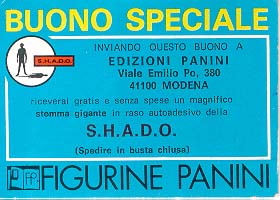 BUONO SPECIALE
S.H.A.D.O.
INVIANDO QUESTO BUONO A
EDIZIONI PANINI
Viale Emilio Po, 380
41100 MODENA
riceverai gratis e senza spese un magnifico
stemma gigante in raso autoadesivo della
S.H.A.D.O.
(Spedire in busta chiusa)
FIGURINE PANINI